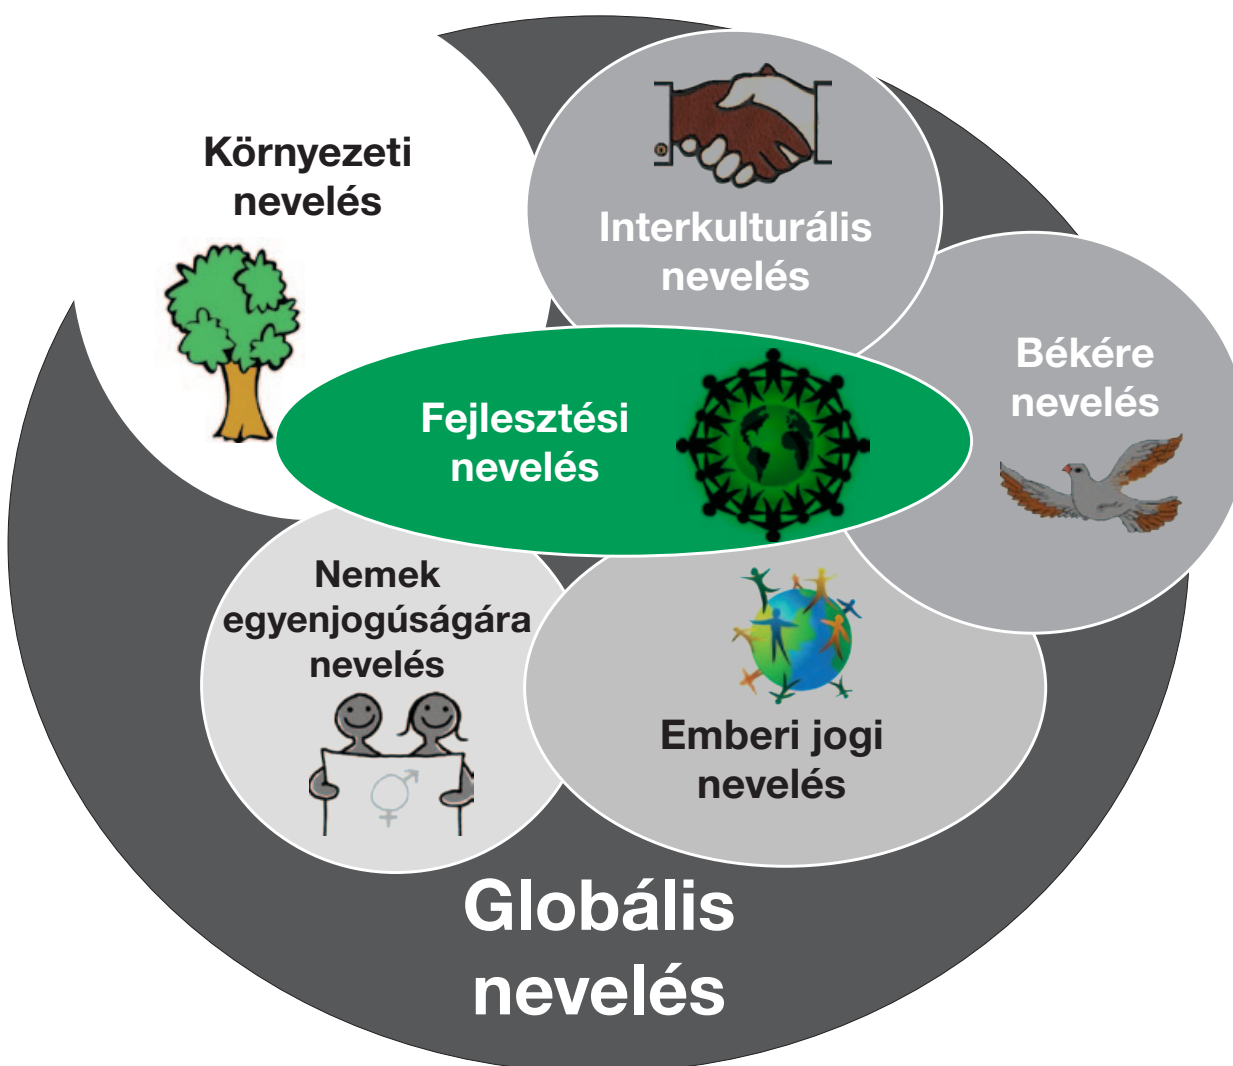 Környezeti
nevelés
Interkulturális
nevelés
Békére
nevelés
Fejlesztési
nevelés
Nemek
egyenjogúságára
nevelés
Emberi jogi
nevelés
Globális
nevelés